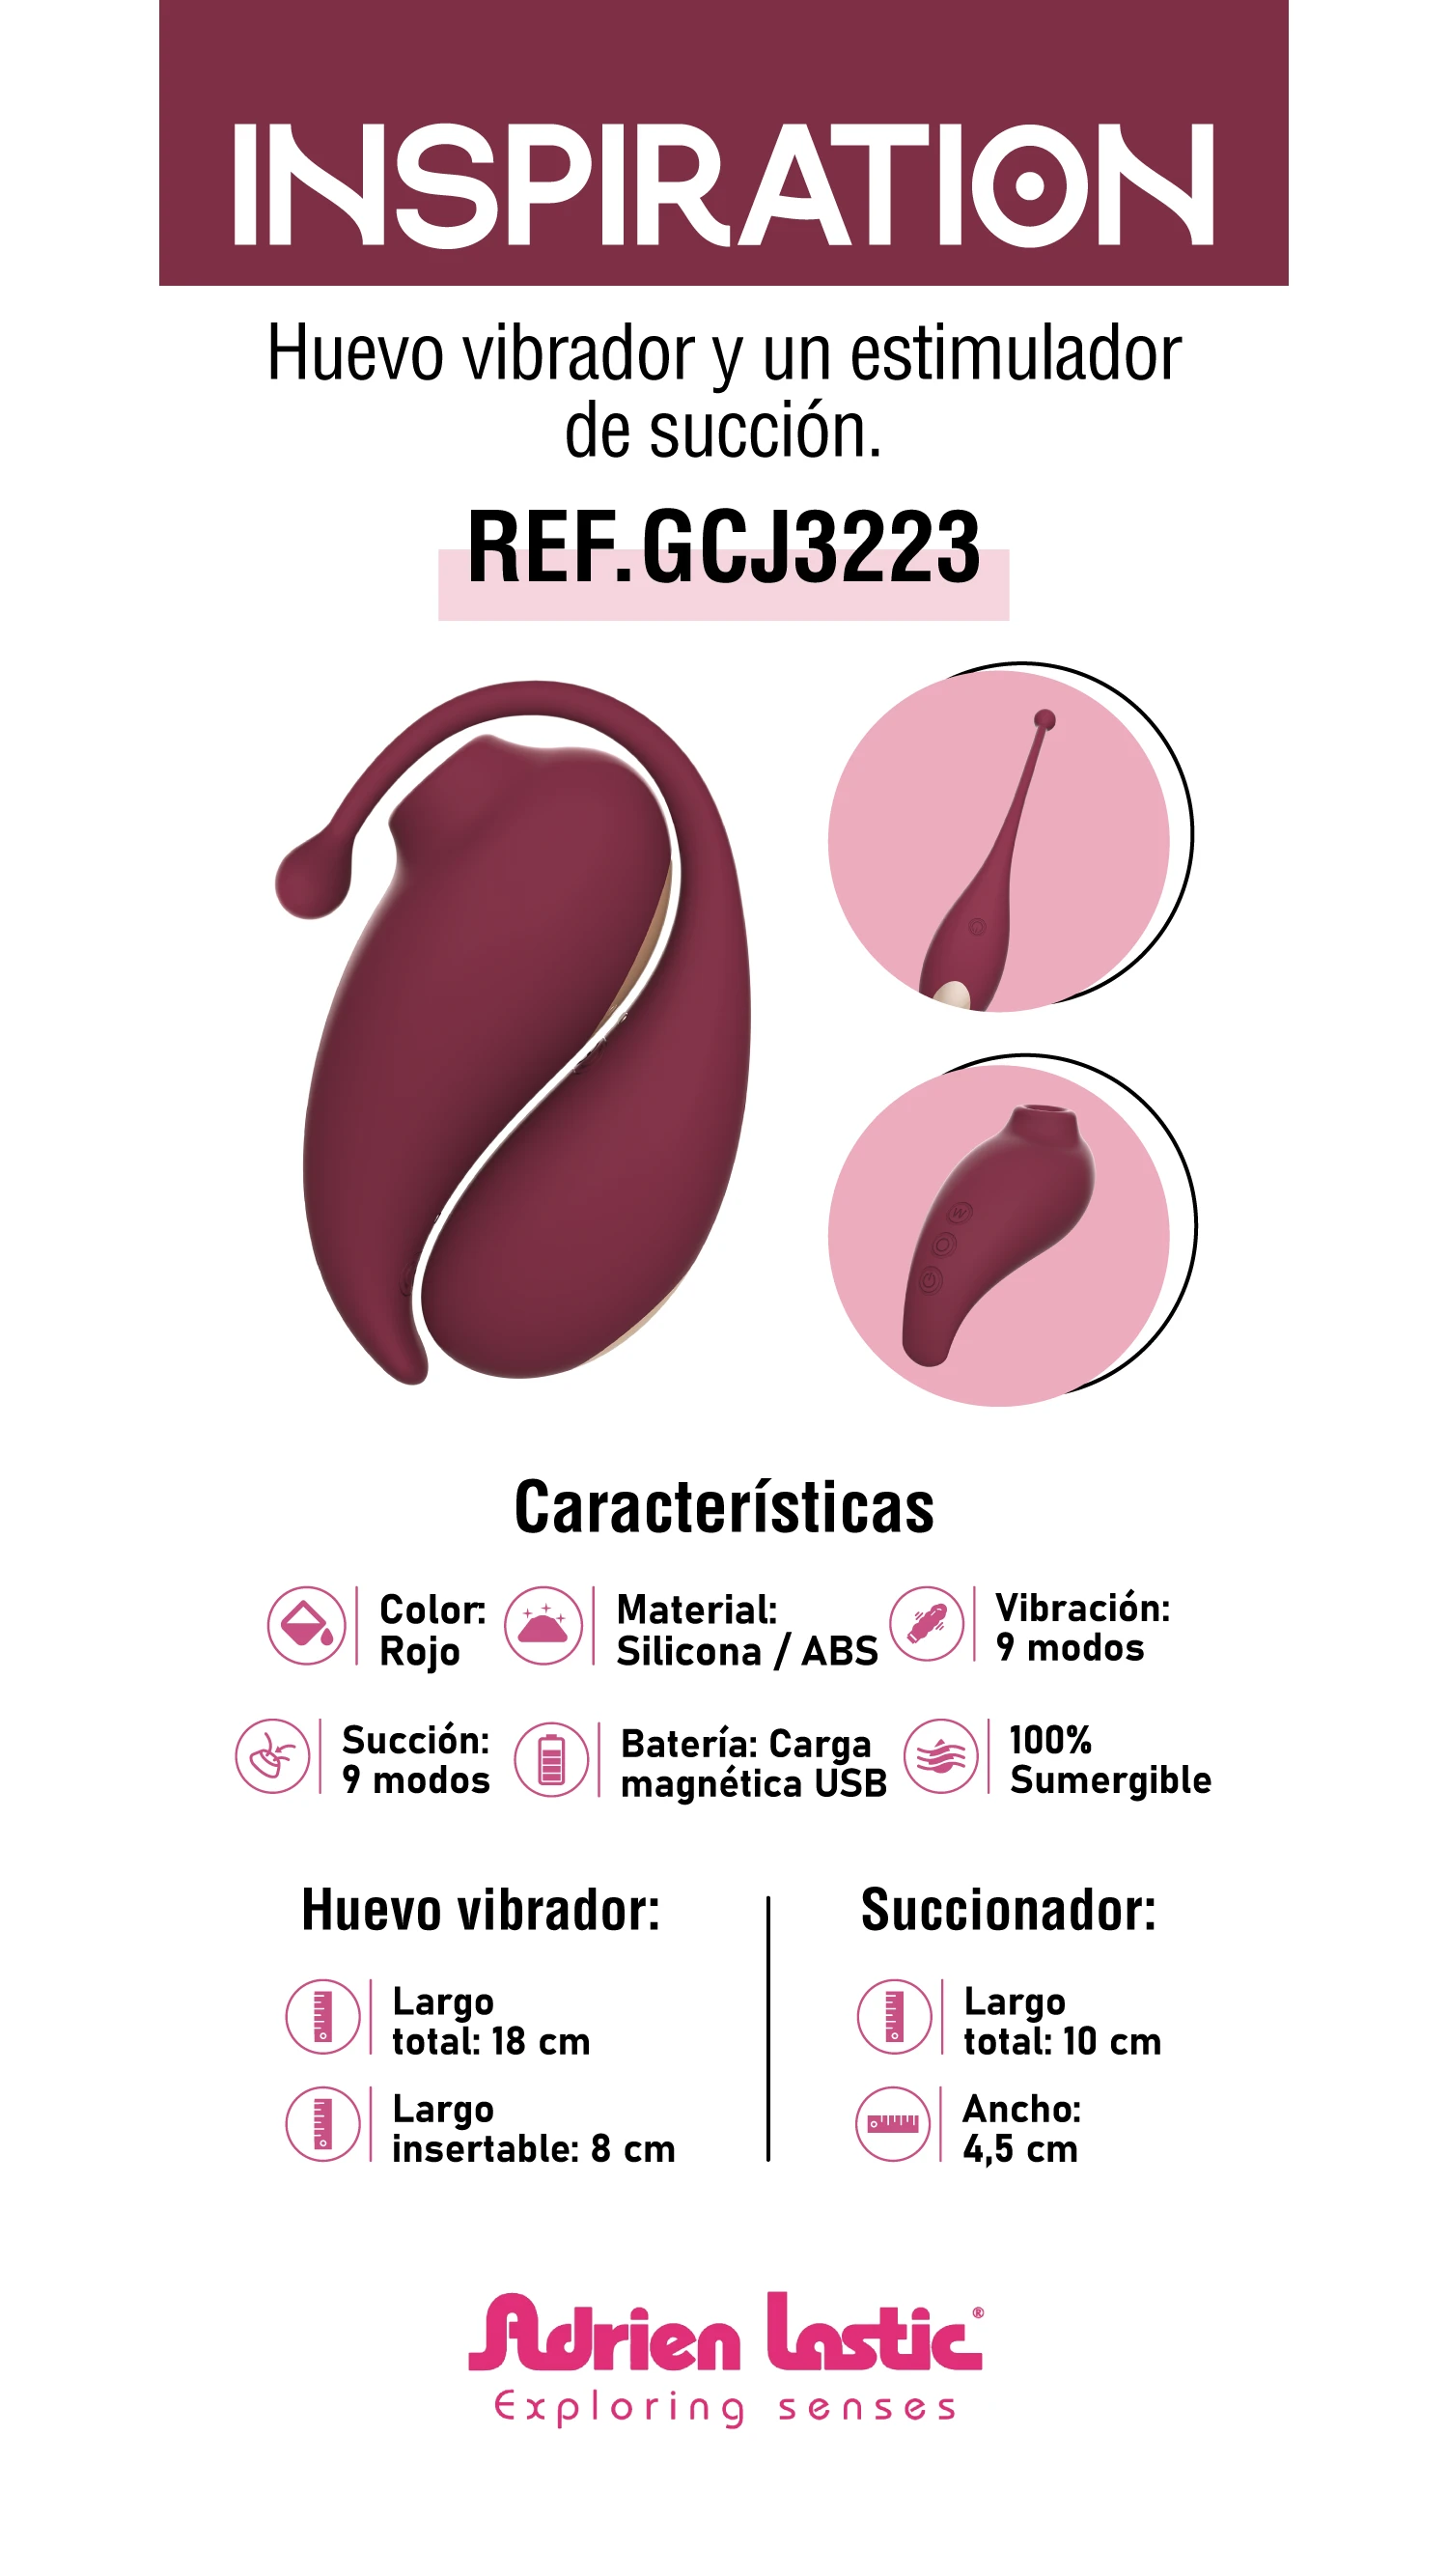 INSPIRATION
Huevo vibrador y un estimulador
de succión.
REF.GCJ3223
W
Características
Color:
Rojo
Material:
Silicona / ABS
Vibración:
9 modos
Succión:
9 modos
Batería: Carga
magnética USB
100%
Sumergible
Huevo vibrador:
Largo
total: 18 cm
Largo
insertable: 8 cm
Succionador:
Largo
total: 10 cm
Ancho:
4,5 cm
Adrien Lastic®
Exploring senses